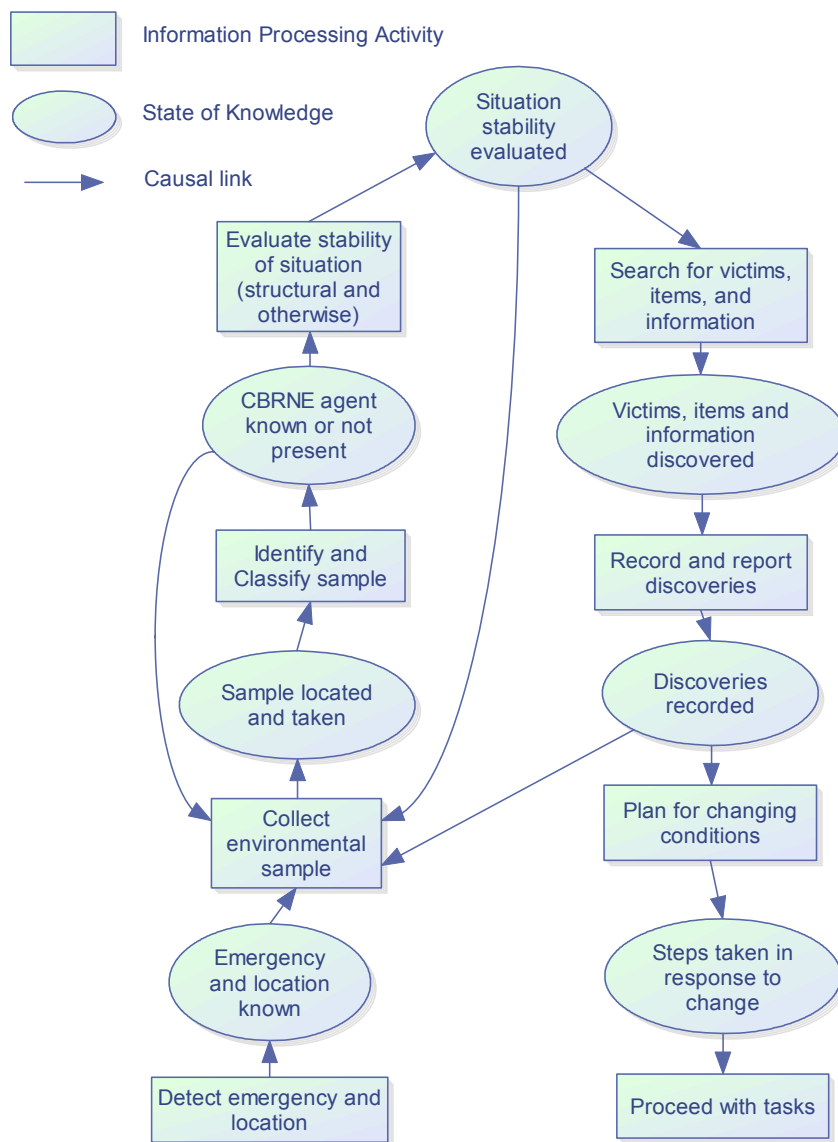 Information Processing Activity
State of Knowledge
Causal link
Situation
stability
evaluated
Evaluate stability
of situation
(structural and
otherwise)
Search for victims,
items, and
information
CBRNE agent
known or not
present
Victims, items and
information
discovered
Identify and
Classify sample
Record and report
discoveries
Sample located
and taken
Discoveries
recorded
Collect
environmental
sample
Plan for changing
conditions
Emergency
and location
known
Steps taken in
response to
change
Detect emergency and
location
Proceed with tasks